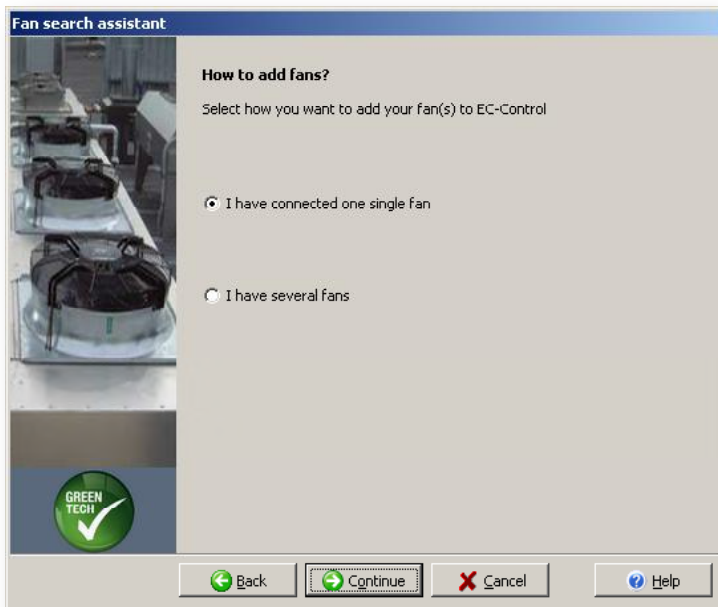 Fan search assistant
How to add fans?
Select how you want to add your fan(s) to EC-Control
I have connected one single fan
I have several fans
GREEN
TECH
Back
Continue
Cancel
Help